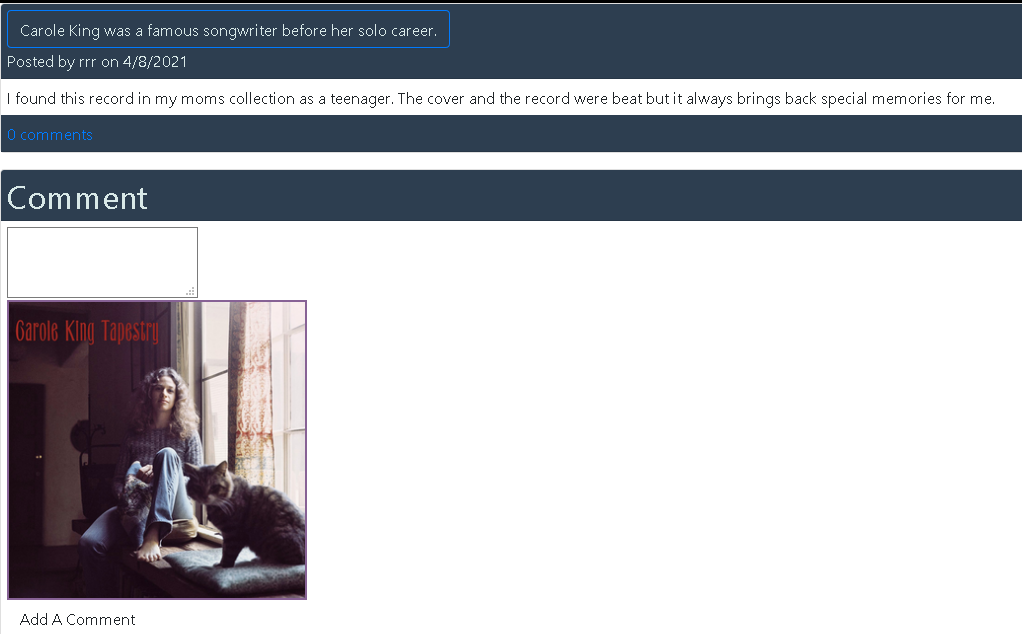 Carole King was a famous songwriter before her solo career.
Posted by rrr on 4/8/2021
I found this record in my moms collection as a teenager. The cover and the record were beat but it always brings back special memories for me.
0 comments
Comment
Carole King Tapestry
Add A Comment